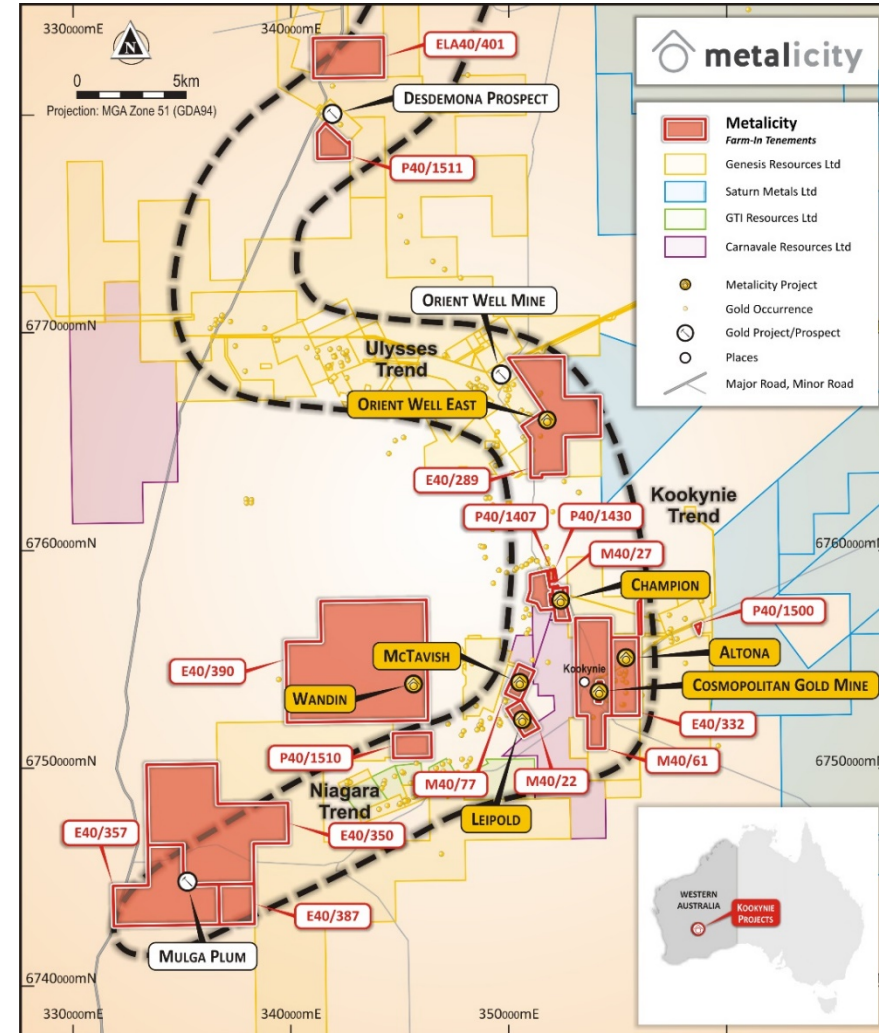 330000mE
340000mE
N
0
5km
Projection: MGA Zone 51 (GDA94)
ELA40/401
DESDEMONA PROSPECT
P40/1511
metalicity
Metalicity
Farm-In Tenements
Genesis Resources Ltd
Saturn Metals Ltd
GTI Resources Ltd
Carnavale Resources Ltd
Metalicity Project
Gold Occurrence
Gold Project/Prospect
Places
Major Road, Minor Road
ORIENT WELL MINE
6770000mN
Ulysses
Trend
ORIENT WELL EAST
E40/289
Kookynie
Trend
P40/1407
P40/1430
6760000mN
6760000mN
M40/27
CHAMPION
P40/1500
MCTAVISH
ALTONA
E40/390
Kookynie
WANDIN
COSMOPOLITAN GOLD MINE
E40/332
P40/1510
M40/61
6750000mN
6750000mN
M40/77
M40/22
Niagara
Trend
LEIPOLD
E40/357
E40/350
E40/387
MULGA PLUM
WESTERN
AUSTRALIA
KOOKYNIE
PROJECTS
6740000mN
330000mE
340000mE
350000mE